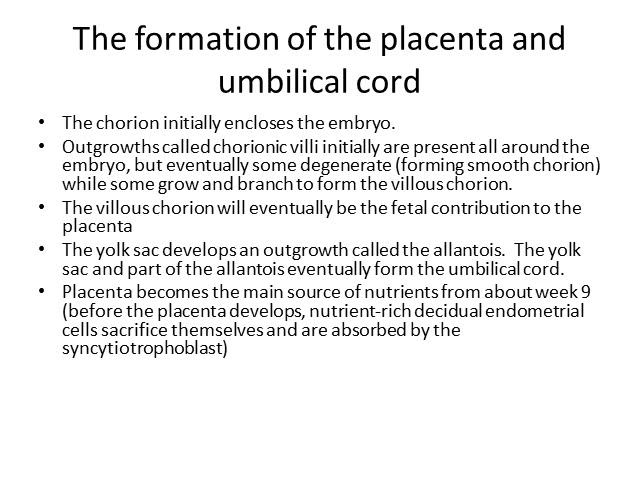 The formation of the placenta and
umbilical cord
• The chorion initially encloses the embryo.
• Outgrowths called chorionic villi initially are present all around the
embryo, but eventually some degenerate (forming smooth chorion)
while some grow and branch to form the villous chorion.
• The villous chorion will eventually be the fetal contribution to the
placenta
• The yolk sac develops an outgrowth called the allantois.  The yolk
sac and part of the allantois eventually form the umbilical cord.
• Placenta becomes the main source of nutrients from about week 9
(before the placenta develops, nutrient-rich decidual endometrial
cells sacrifice themselves and are absorbed by the
syncytiotrophoblast)